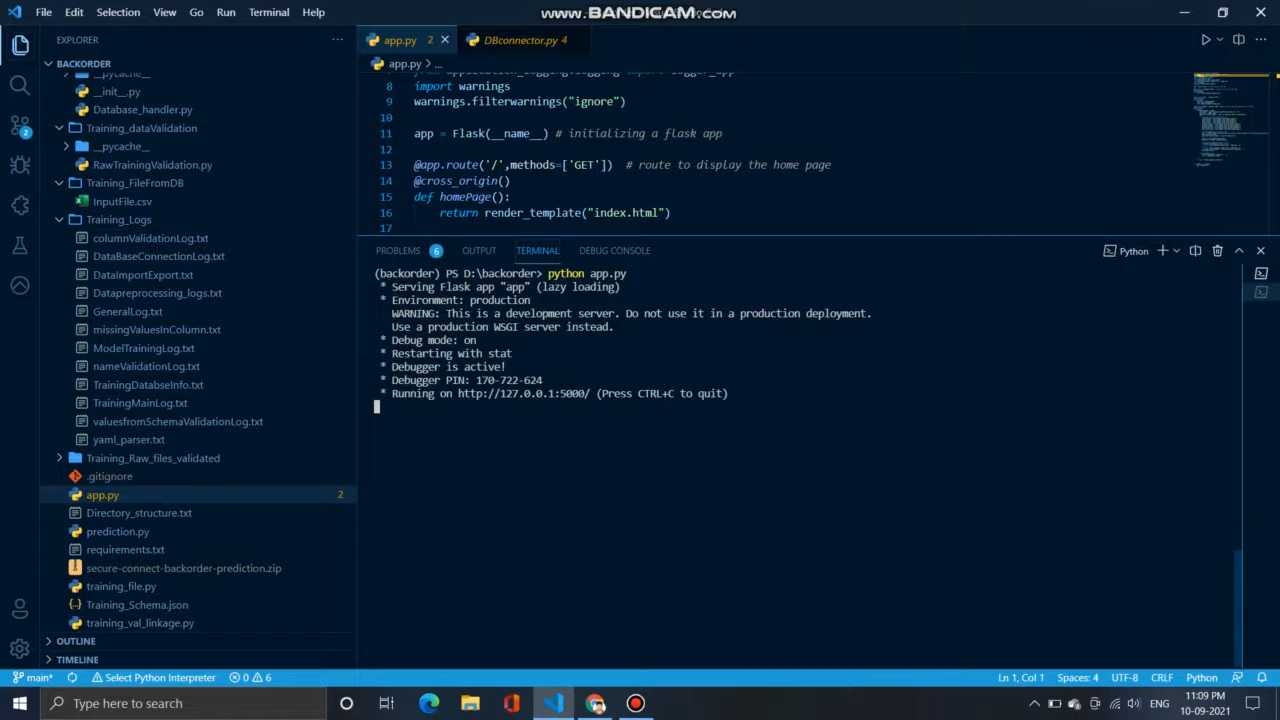 File Edit Selection View Go Run Terminal Help
www.BANDICAM.com
EXPLORER
BACKORDER
__pycache__
__init__.py
Database_handler.py
Training_dataValidation
__pycache__
RawTrainingValidation.py
Training_FileFromDB
InputFile.csv
Training_Logs
columnValidationLog.txt
DataBaseConnectionLog.txt
DataImportExport.txt
Datapreprocessing_logs.txt
GeneralLog.txt
missingValuesInColumn.txt
ModelTrainingLog.txt
nameValidationLog.txt
TrainingDatabseInfo.txt
TrainingMainLog.txt
valuesfromSchemaValidationLog.txt
yaml_parser.txt
Training_Raw_files_validated
.gitignore
app.py 2
Directory_structure.txt
prediction.py
requirements.txt
secure-connect-backorder-prediction.zip
training_file.py
Training_Schema.json
training_val_linkage.py
OUTLINE
TIMELINE
2
app.py 2
DBconnector.py 4
app.py > ...
8 import warnings
9 warnings.filterwarnings("ignore")
10
11 app = Flask(__name__) # initializing a flask app
12
13 @app.route('/',methods=['GET']) # route to display the home page
14 @cross_origin()
15 def homePage():
16 return render_template("index.html")
17
PROBLEMS 6 OUTPUT TERMINAL DEBUG CONSOLE
Python
(backorder) PS D:\backorder> python app.py
* Serving Flask app "app" (lazy loading)
* Environment: production
WARNING: This is a development server. Do not use it in a production deployment.
Use a production WSGI server instead.
* Debug mode: on
* Restarting with stat
* Debugger is active!
* Debugger PIN: 170-722-624
* Running on http://127.0.0.1:5000/ (Press CTRL+C to quit)
main* Select Python Interpreter 0 6
Ln 1, Col 1 Spaces: 4 UTF-8 CRLF Python
Type here to search
ENG
11:09 PM
10-09-2021